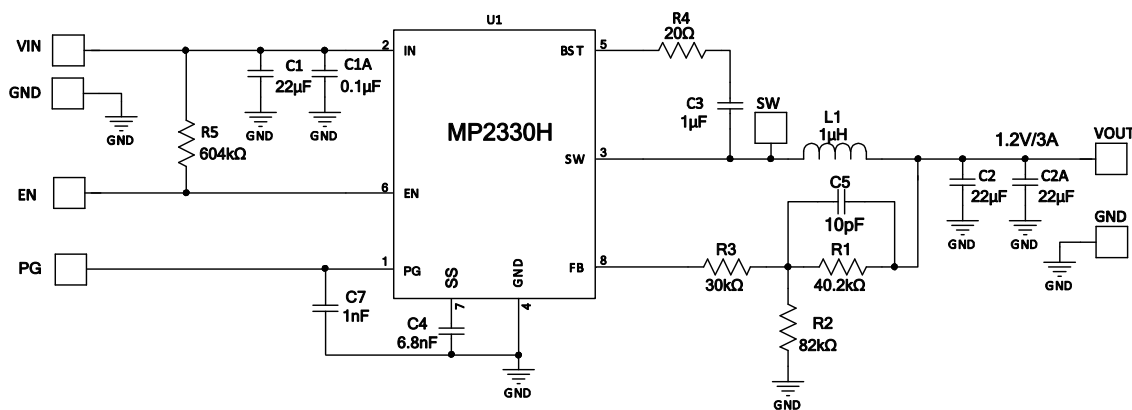 U1
VIN
2
IN
BST
5
R4
20Ω
GND
C1
22µF
C1A
0.1µF
GND
GND
GND
R5
604kΩ
MP2330H
C3
1µF
SW
L1
1µH
SW
3
1.2V/3A
VOUT
EN
6
EN
C2
22µF
C2A
22µF
GND
GND
GND
GND
C5
10pF
PG
1
PG
SS
GND
FB
8
R3
30kΩ
R1
40.2kΩ
C7
1nF
7
4
C4
6.8nF
R2
82kΩ
GND
GND